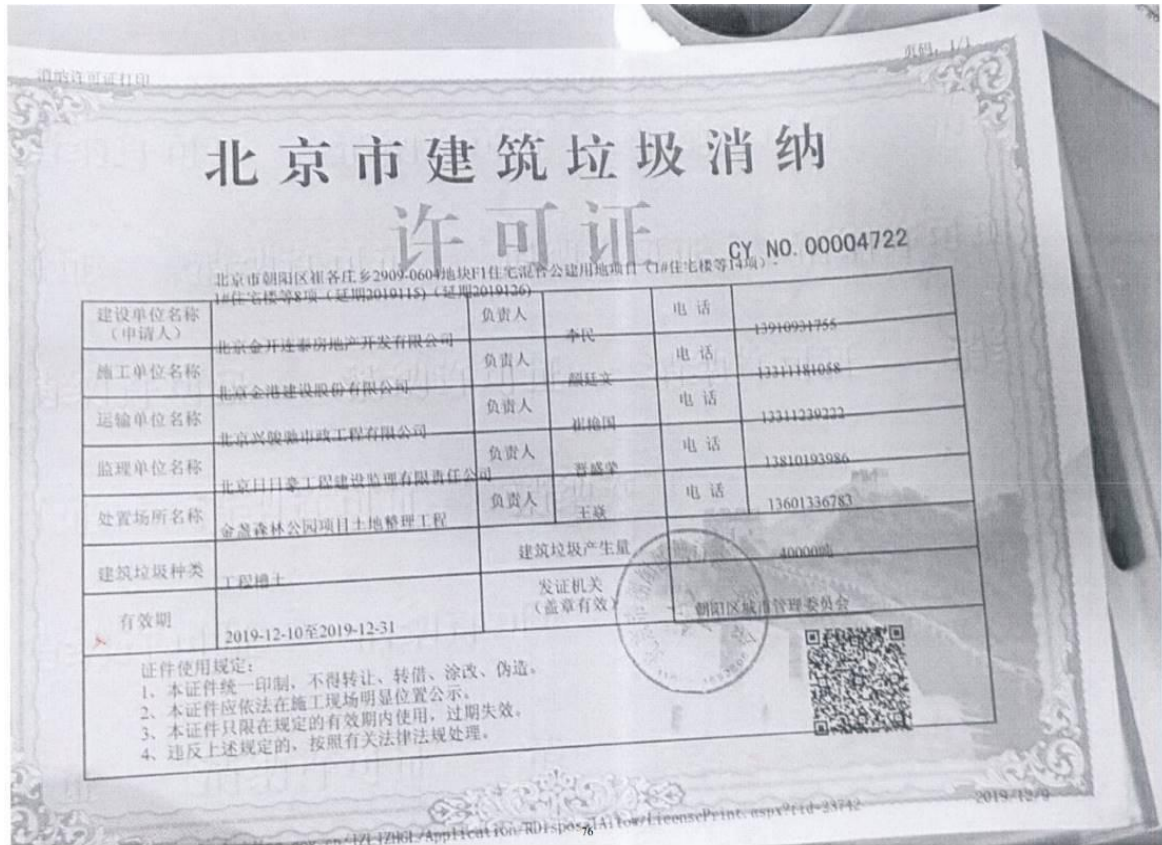 消纳许可证打印
页码：1/1
北京市建筑垃圾消纳
许可证
CY NO. 00004722
北京市朝阳区崔各庄乡2909-0604地块F1住宅混合公建用地项目（1#住宅楼等14项）-
1#住宅楼等8项（延期2019115)（延期2019126)
建设单位名称
（申请人）
北京金开连泰房地产开发有限公司
负责人
李民
电 话
13910931755
施工单位名称
北京金港建设股份有限公司
负责人
颜廷文
电 话
13311181058
运输单位名称
北京兴骏驰市政工程有限公司
负责人
崔艳国
电 话
13311239222
监理单位名称
北京日日豪工程建设监理有限责任公司
负责人
晋盛荣
电 话
13810193986
处置场所名称
金盏森林公园项目土地整理工程
负责人
王焱
电 话
13601336783
建筑垃圾种类
工程槽土
建筑垃圾产生量
40000吨
有效期
2019-12-10至2019-12-31
发证机关
（盖章有效）
朝阳区城市管理委员会
证件使用规定：
1、本证件统一印制，不得转让、转借、涂改、伪造。
2、本证件应依法在施工现场明显位置公示。
3、本证件只限在规定的有效期内使用，过期失效。
4、违反上述规定的，按照有关法律法规处理。
/JZLJZHGL/Application/RDisposalAllow/LicensePrint.aspx?rid=23742
2019/12/9
76